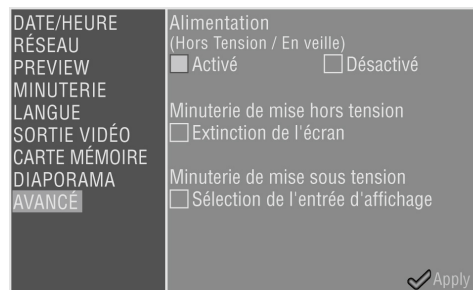 DATE/HEURE
RÉSEAU
PREVIEW
MINUTERIE
LANGUE
SORTIE VIDÉO
CARTE MÉMOIRE
DIAPORAMA
AVANCÉ
Alimentation
(Hors Tension / En veille)
Activé Désactivé
Minuterie de mise hors tension
Extinction de l'écran
Minuterie de mise sous tension
Sélection de l'entrée d'affichage
Apply